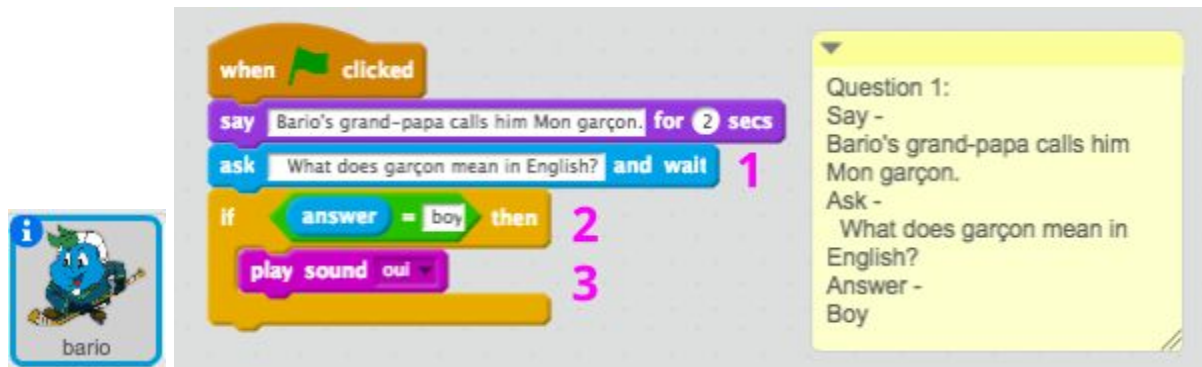 bario
when clicked
say Bario's grand-papa calls him Mon garçon. for 2 secs
ask What does garçon mean in English? and wait 1
if answer = boy then 2
play sound oui 3
Question 1:
Say -
Bario's grand-papa calls him
Mon garçon.
Ask -
What does garçon mean in
English?
Answer -
Boy